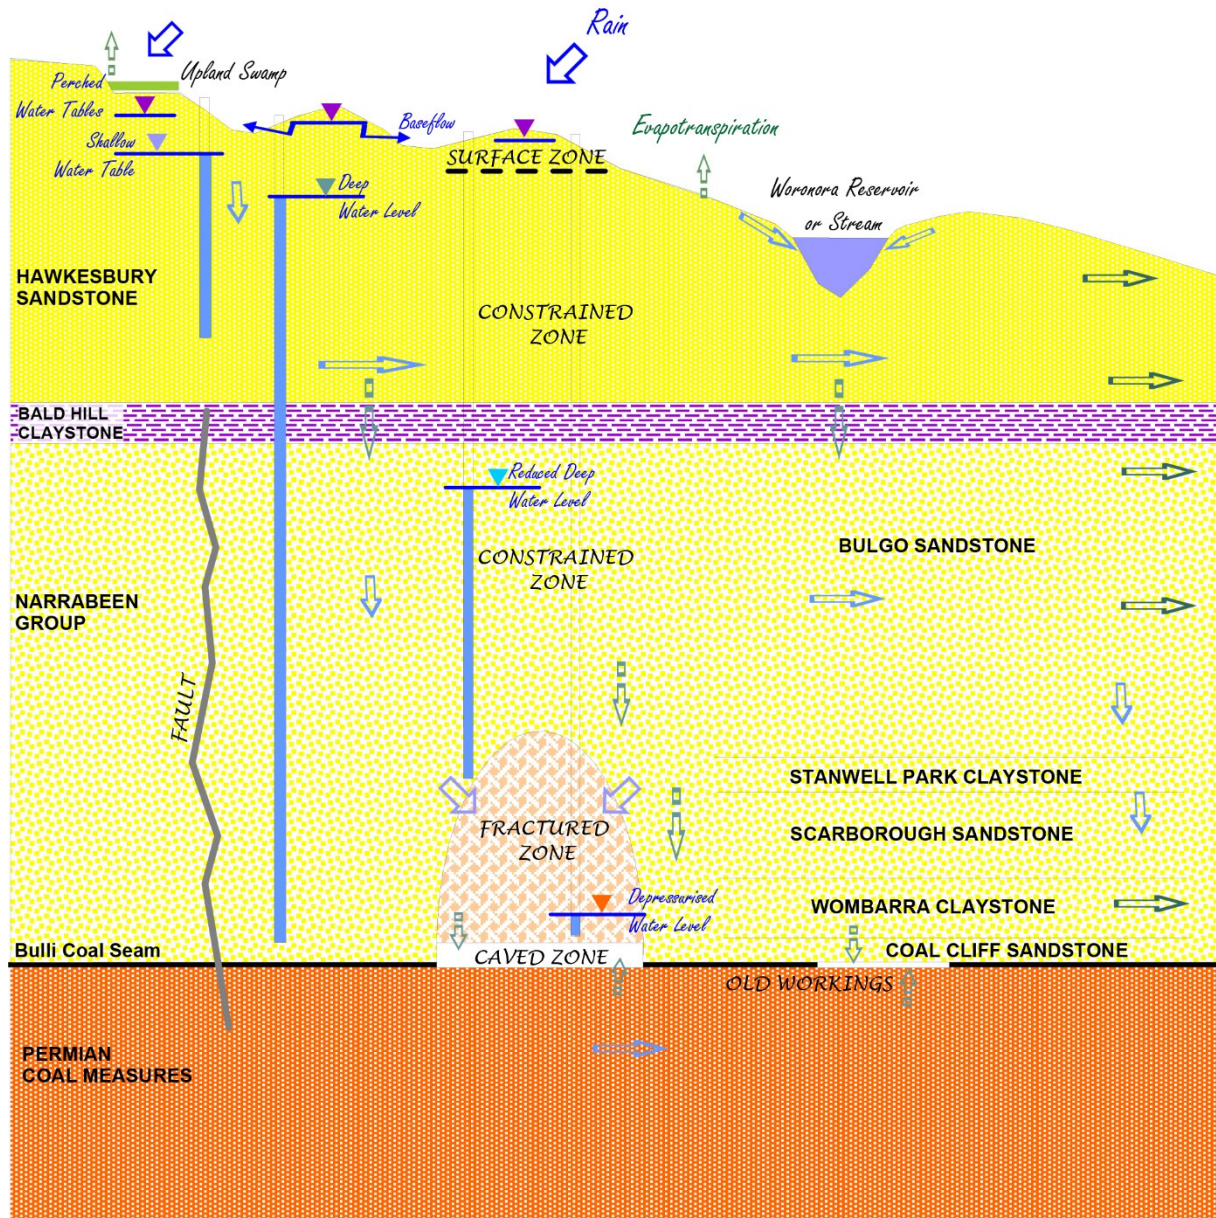 Rain
Upland Swamp
Perched
Water Tables
Baseflow
Evapotranspiration
Shallow
Water Table
SURFACE ZONE
Deep
Water Level
Woronora Reservoir
or Stream
HAWKESBURY
SANDSTONE
CONSTRAINED
ZONE
BALD HILL
CLAYSTONE
Reduced Deep
Water Level
CONSTRAINED
ZONE
BULGO SANDSTONE
NARRABEEN
GROUP
FAULT
STANWELL PARK CLAYSTONE
FRACTURED
ZONE
SCARBOROUGH SANDSTONE
Depressurised
Water Level
WOMBARRA CLAYSTONE
Bulli Coal Seam
CAVED ZONE
COAL CLIFF SANDSTONE
OLD WORKINGS
PERMIAN
COAL MEASURES